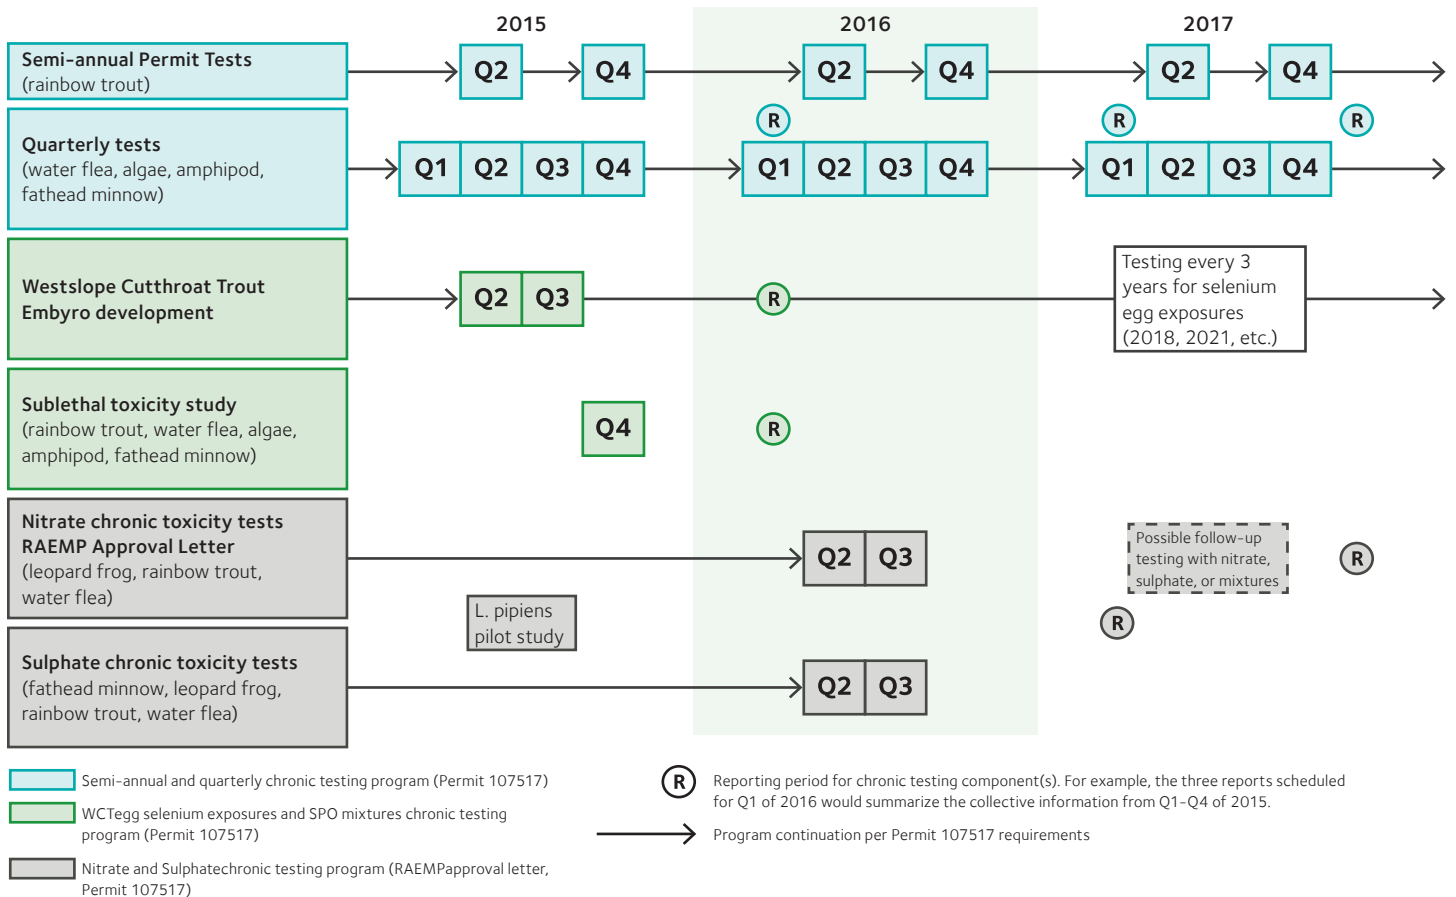 2015
2016
2017
Semi-annual Permit Tests
(rainbow trout)
Q2
Q4
Q2
Q4
Q2
Q4
R
R
R
Quarterly tests
(water flea, algae, amphipod,
fathead minnow)
Q1
Q2
Q3
Q4
Q1
Q2
Q3
Q4
Q1
Q2
Q3
Q4
Westslope Cutthroat Trout
Embyro development
Q2
Q3
R
Testing every 3
years for selenium
egg exposures
(2018, 2021, etc.)
Sublethal toxicity study
(rainbow trout, water flea, algae,
amphipod, fathead minnow)
Q4
R
Nitrate chronic toxicity tests
RAEMP Approval Letter
(leopard frog, rainbow trout,
water flea)
Q2
Q3
Possible follow-up
testing with nitrate,
sulphate, or mixtures
R
L. pipiens
pilot study
R
Sulphate chronic toxicity tests
(fathead minnow, leopard frog,
rainbow trout, water flea)
Q2
Q3
Semi-annual and quarterly chronic testing program (Permit 107517)
WCTegg selenium exposures and SPO mixtures chronic testing
program (Permit 107517)
Nitrate and Sulphatechronic testing program (RAEMPapproval letter,
Permit 107517)
R
Reporting period for chronic testing component(s). For example, the three reports scheduled
for Q1 of 2016 would summarize the collective information from Q1-Q4 of 2015.
Program continuation per Permit 107517 requirements